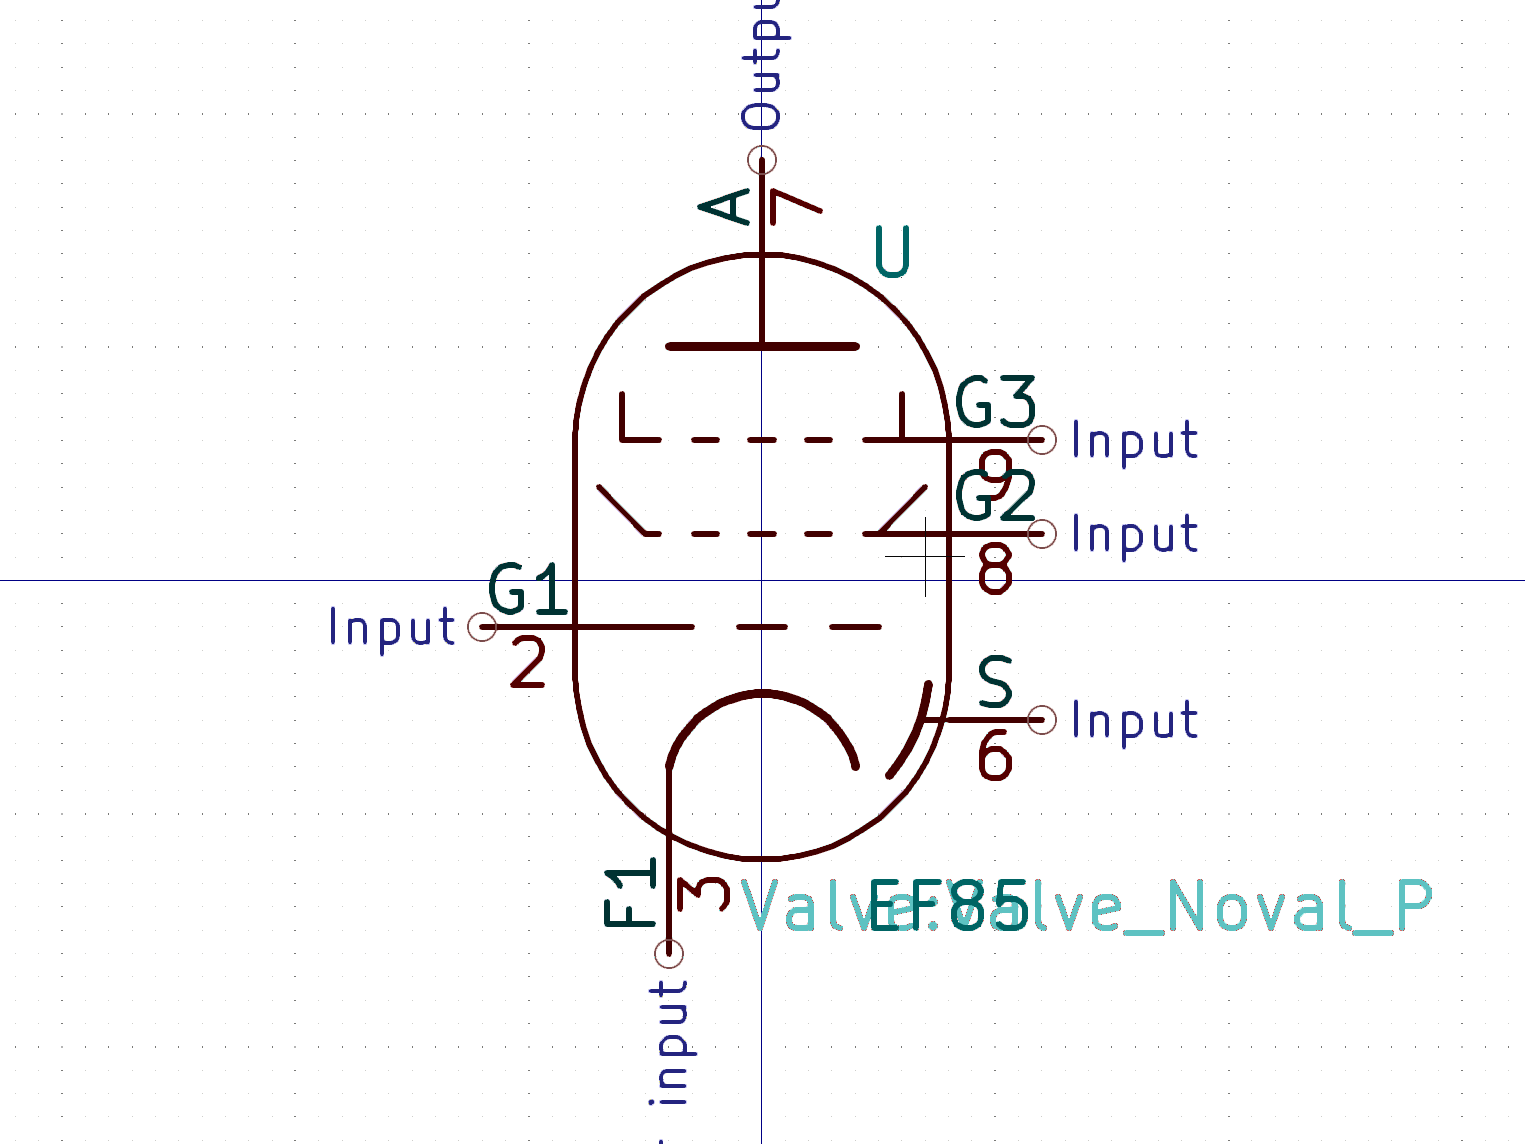 Outpu
A
7
U
G3
Input
9
G2
Input
8
G1
Input
2
S
Input
6
F1
3
Valve:Valve_Noval_P
EF85
input